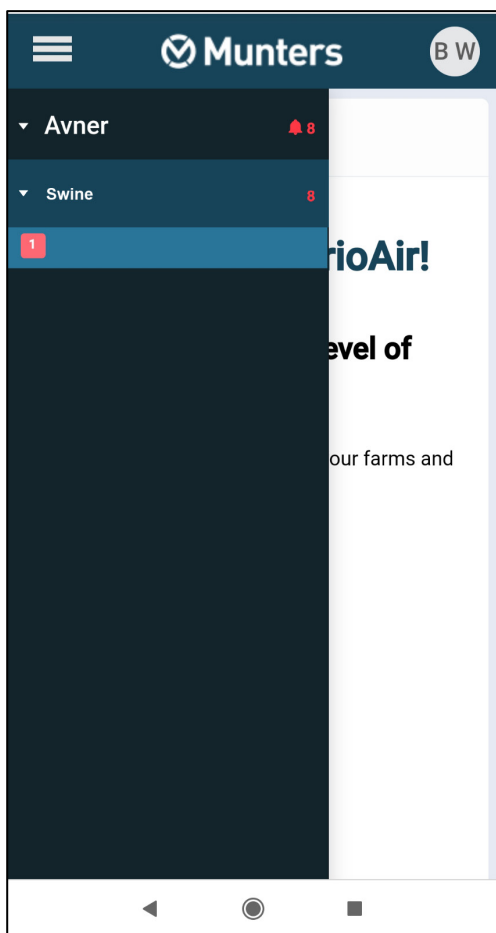 Munters
B W
Avner
8
Swine
8
1
rioAir!
evel of
our farms and